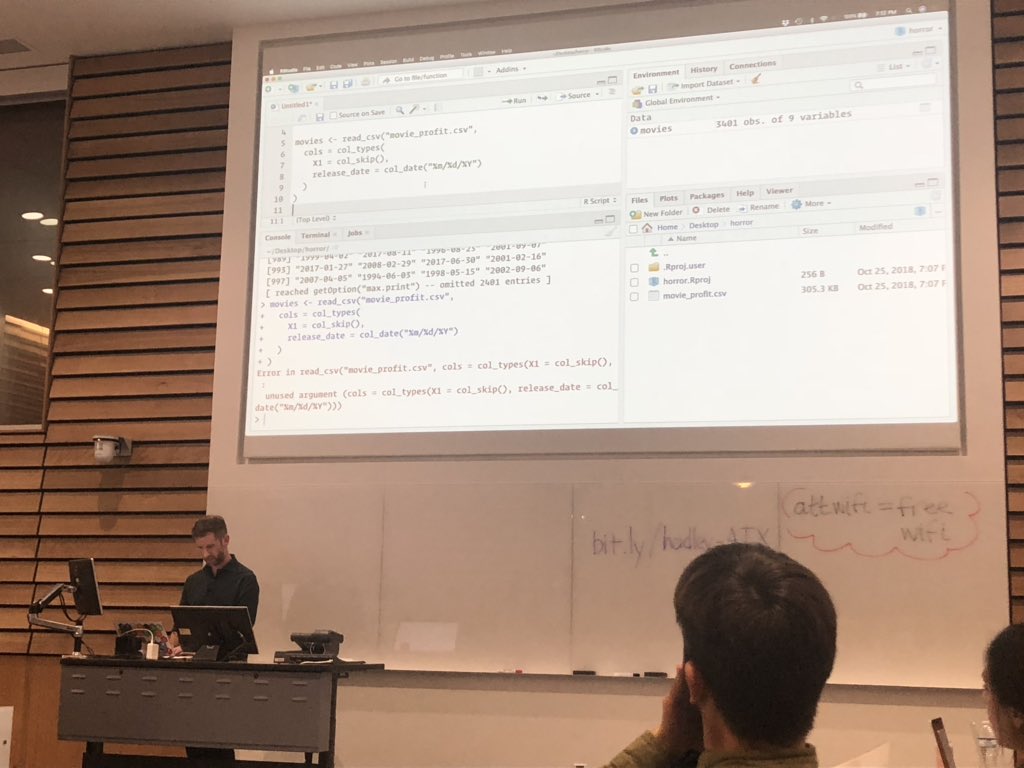 RStudio File Edit Code View Plots Session Build Debug Profile Tools Window Help
100% 7:52 PM
horror
Go to file/function
Addins
Untitled1*
Source on Save
Run
Source
4
5 movies <- read_csv("movie_profit.csv",
6 cols = col_types(
7 X1 = col_skip(),
8 release_date = col_date("%m/%d/%Y")
9 )
10 )
11
11:1 (Top Level) R Script
Console Terminal Jobs
~/Desktop/horror/
[989] "1999-04-02" "2017-08-11" "1996-08-23" "2001-09-07"
[993] "2017-01-27" "2008-02-29" "2017-06-30" "2001-02-16"
[997] "2007-04-05" "1994-06-03" "1998-05-15" "2002-09-06"
[ reached getOption("max.print") -- omitted 2401 entries ]
> movies <- read_csv("movie_profit.csv",
+ cols = col_types(
+ X1 = col_skip(),
+ release_date = col_date("%m/%d/%Y")
+ )
+ )
Error in read_csv("movie_profit.csv", cols = col_types(X1 = col_skip(),
:
unused argument (cols = col_types(X1 = col_skip(), release_date = col_
date("%m/%d/%Y")))
>
Environment History Connections
Import Dataset
List
Global Environment
Data
movies 3401 obs. of 9 variables
Files Plots Packages Help Viewer
New Folder Delete Rename More
Home Desktop horror
Name Size Modified
..
.Rproj.user
horror.Rproj 256 B Oct 25, 2018, 7:07 P
movie_profit.csv 305.3 KB Oct 25, 2018, 7:07 P
bit.ly/hadley-ATX
attwifi = free
wifi